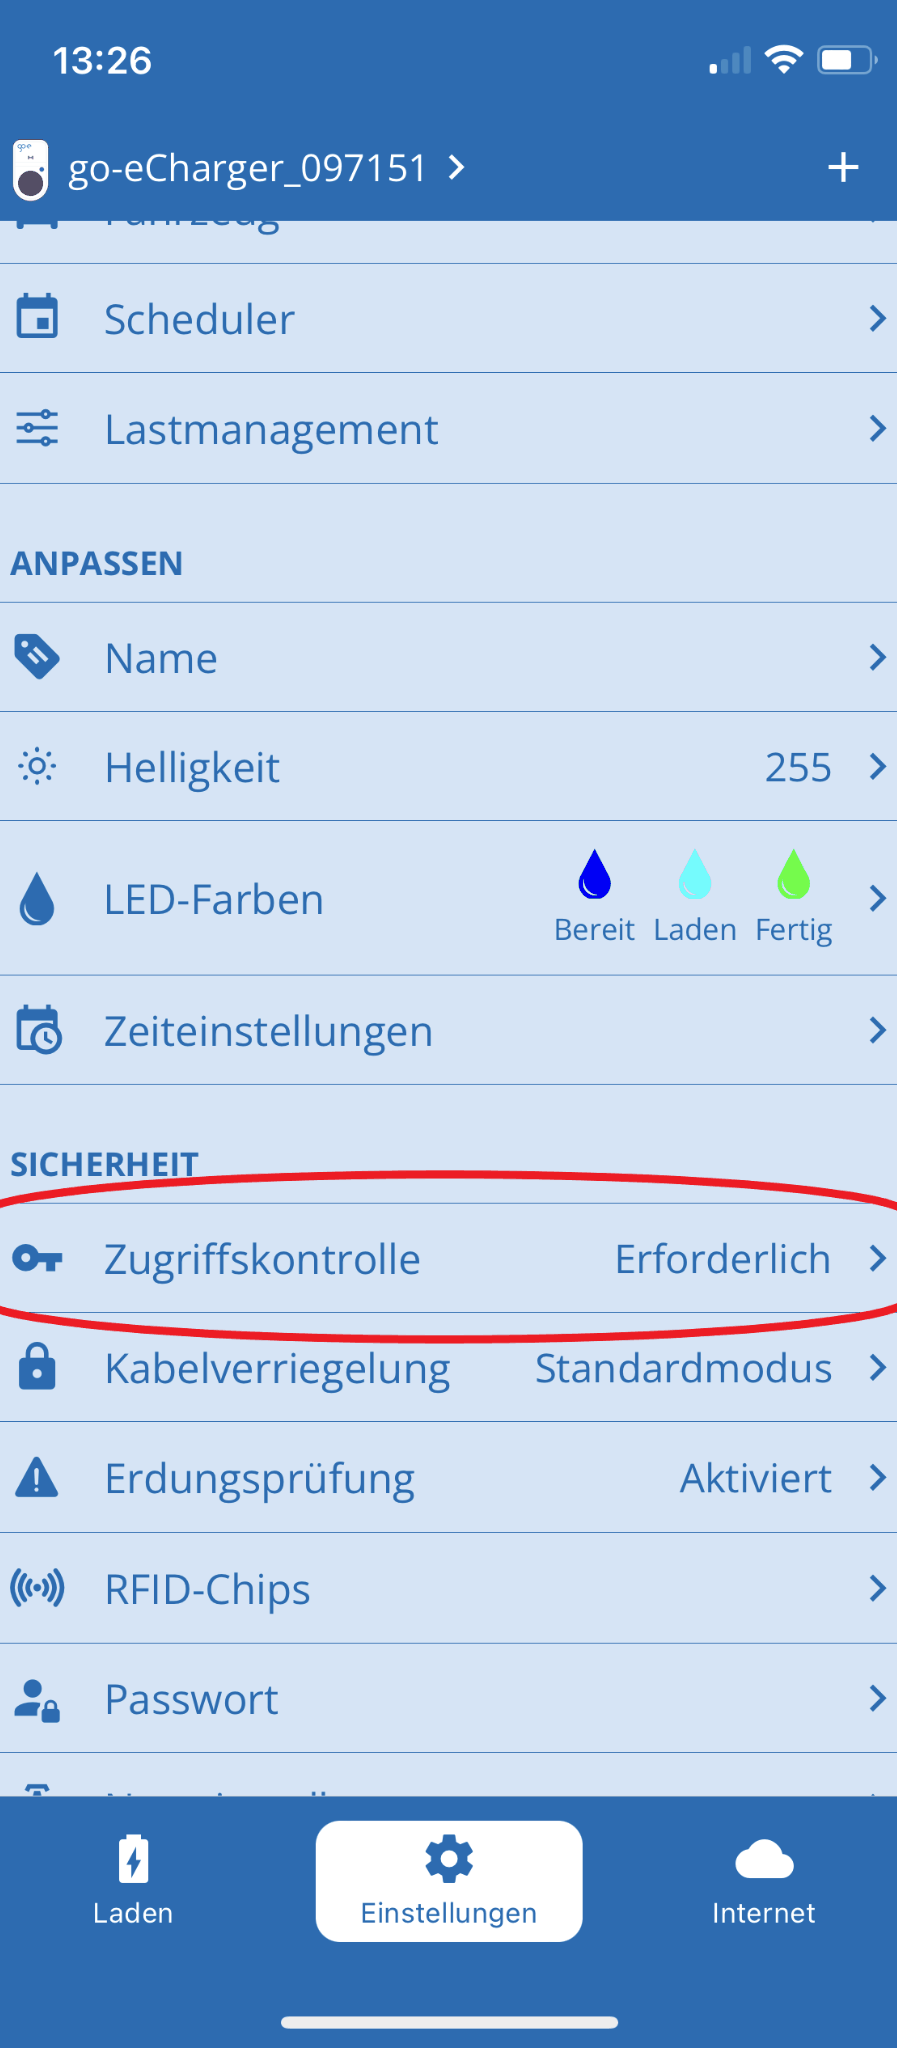 13:26
go-eCharger_097151
Fahrzeug
Scheduler
Lastmanagement
ANPASSEN
Name
Helligkeit 255
LED-Farben
Bereit Laden Fertig
Zeiteinstellungen
SICHERHEIT
Zugriffskontrolle Erforderlich
Kabelverriegelung Standardmodus
Erdungsprüfung Aktiviert
RFID-Chips
Passwort
Laden Einstellungen Internet